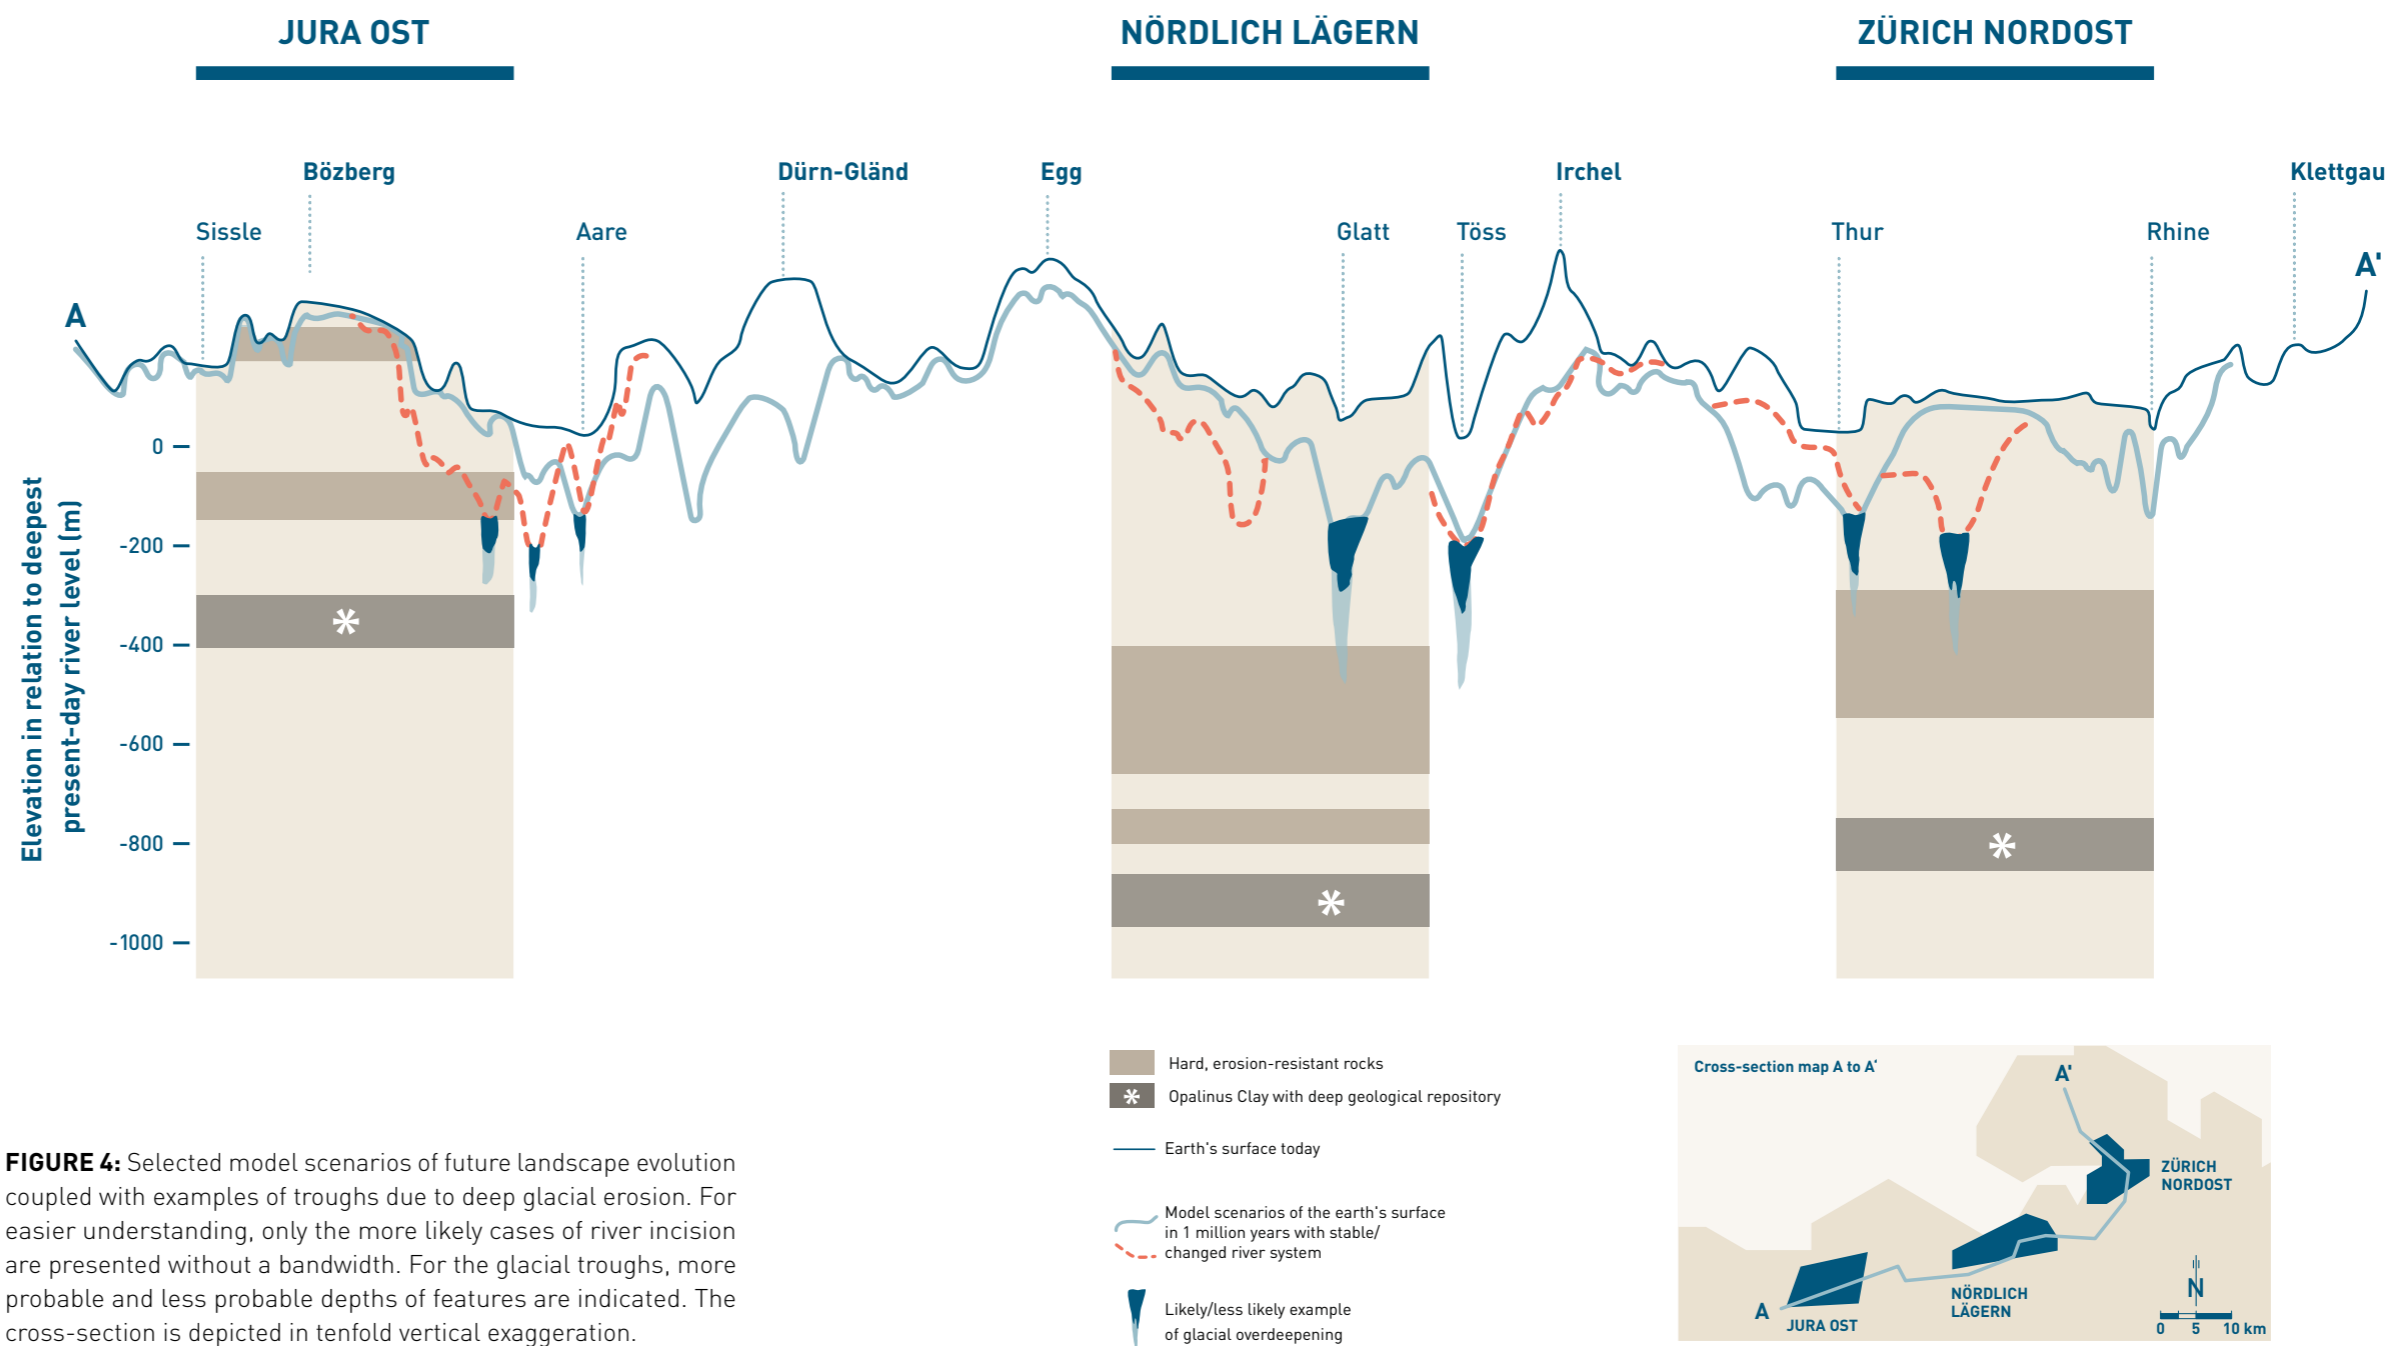 JURA OST
NÖRDLICH LÄGERN
ZÜRICH NORDOST
Bözberg
Dürn-Gländ
Egg
Irchel
Klettgau
Sissle
Aare
Glatt
Töss
Thur
Rhine
A
A'
Elevation in relation to deepest
present-day river level (m)
0
-200
-400
-600
-800
-1000
*
*
*
Hard, erosion-resistant rocks
* Opalinus Clay with deep geological repository
Earth's surface today
Model scenarios of the earth's surface
in 1 million years with stable/
changed river system
Likely/less likely example
of glacial overdeepening
Cross-section map A to A'
A'
ZÜRICH
NORDOST
NÖRDLICH
LÄGERN
A
JURA OST
N
0 5 10 km
FIGURE 4: Selected model scenarios of future landscape evolution
coupled with examples of troughs due to deep glacial erosion. For
easier understanding, only the more likely cases of river incision
are presented without a bandwidth. For the glacial troughs, more
probable and less probable depths of features are indicated. The
cross-section is depicted in tenfold vertical exaggeration.